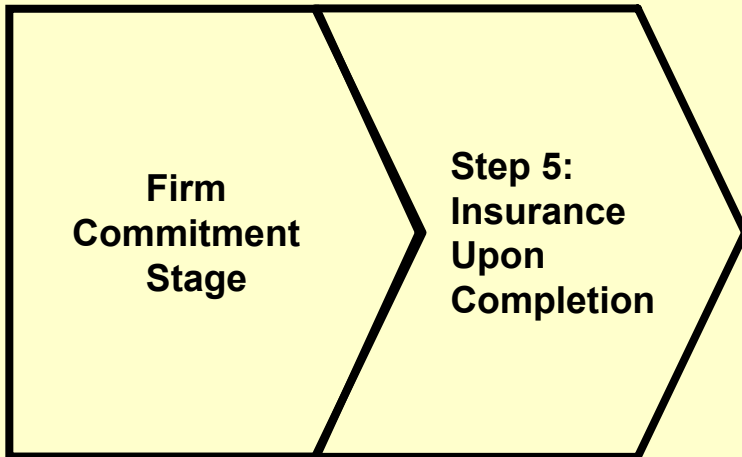 Firm
Commitment
Stage
Step 5:
Insurance
Upon
Completion